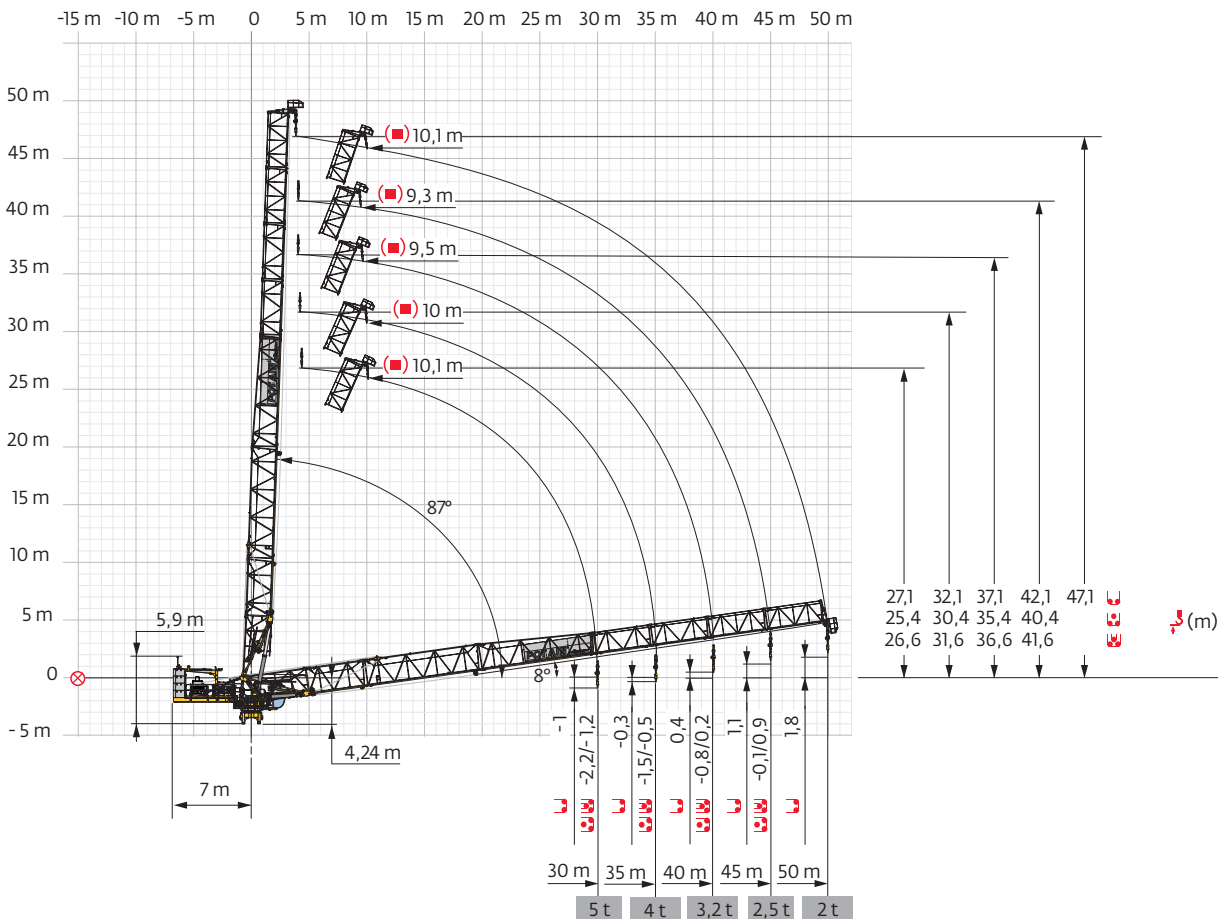 -15 m -10 m -5 m 0 5 m 10 m 15 m 20 m 25 m 30 m 35 m 40 m 45 m 50 m
50 m
45 m
40 m
35 m
30 m
25 m
20 m
15 m
10 m
5 m
0
- 5 m
(■) 10,1 m
(■) 9,3 m
(■) 9,5 m
(■) 10 m
(■) 10,1 m
87°
8°
5,9 m
4,24 m
7 m
27,1 32,1 37,1 42,1 47,1
25,4 30,4 35,4 40,4
26,6 31,6 36,6 41,6
(m)
-1
-2,2/-1,2
-0,3
-1,5/-0,5
0,4
-0,8/0,2
1,1
-0,1/0,9
1,8
30 m 35 m 40 m 45 m 50 m
5 t 4 t 3,2 t 2,5 t 2 t